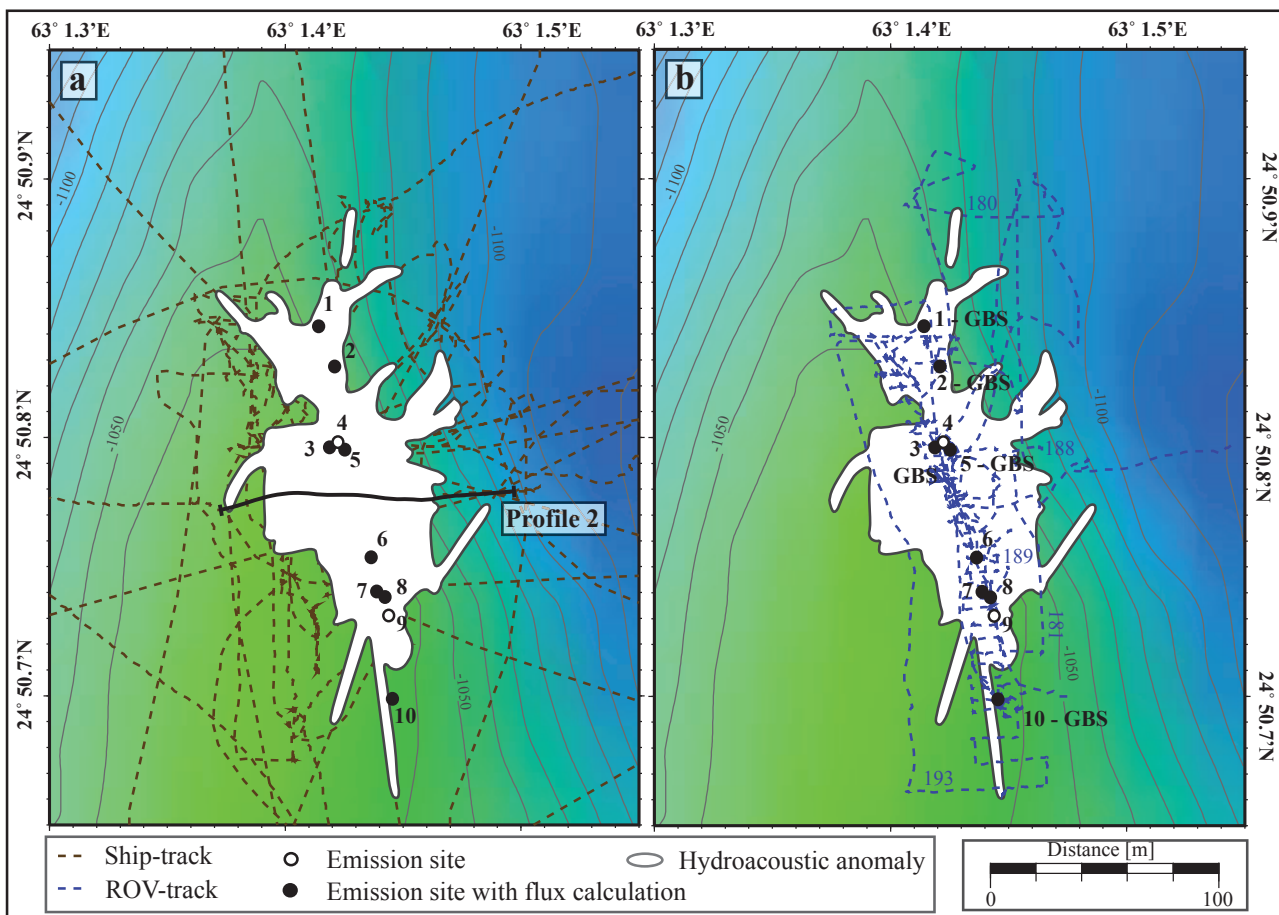 63° 1.3'E 63° 1.4'E 63° 1.5'E 63° 1.3'E 63° 1.4'E 63° 1.5'E
a
b
24° 50.9'N
24° 50.8'N
24° 50.7'N
-1100
-1100
-1050
-1050
1
2
3
4
5
6
7
8
9
10
Profile 2
-1100
-1100
-1050
-1050
180
188
189
181
193
1 - GBS
2 - GBS
4
3
GBS
5 - GBS
6
7
8
9
10 - GBS
24° 50.9'N
24° 50.8'N
24° 50.7'N
Ship-track
Emission site
Hydroacoustic anomaly
ROV-track
Emission site with flux calculation
Distance [m]
0 100